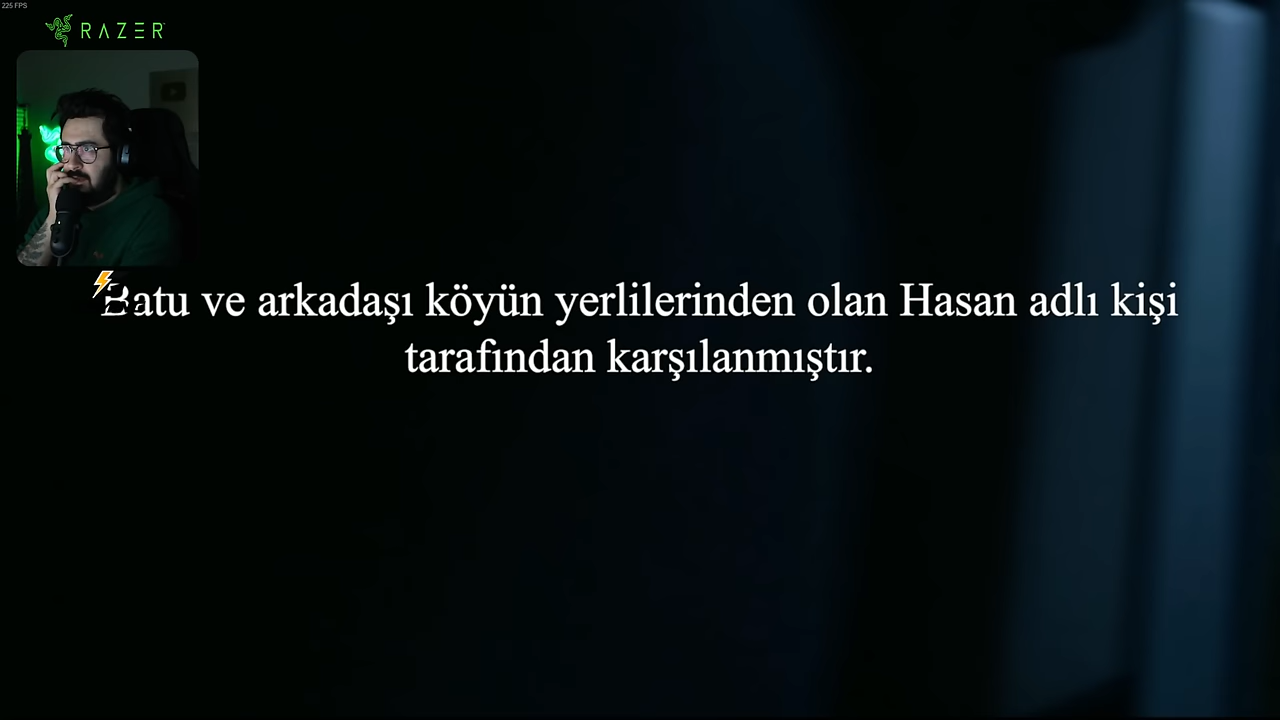 225 FPS
RAZER
Batu ve arkadaşı köyün yerlilerinden olan Hasan adlı kişi
tarafından karşılanmıştır.